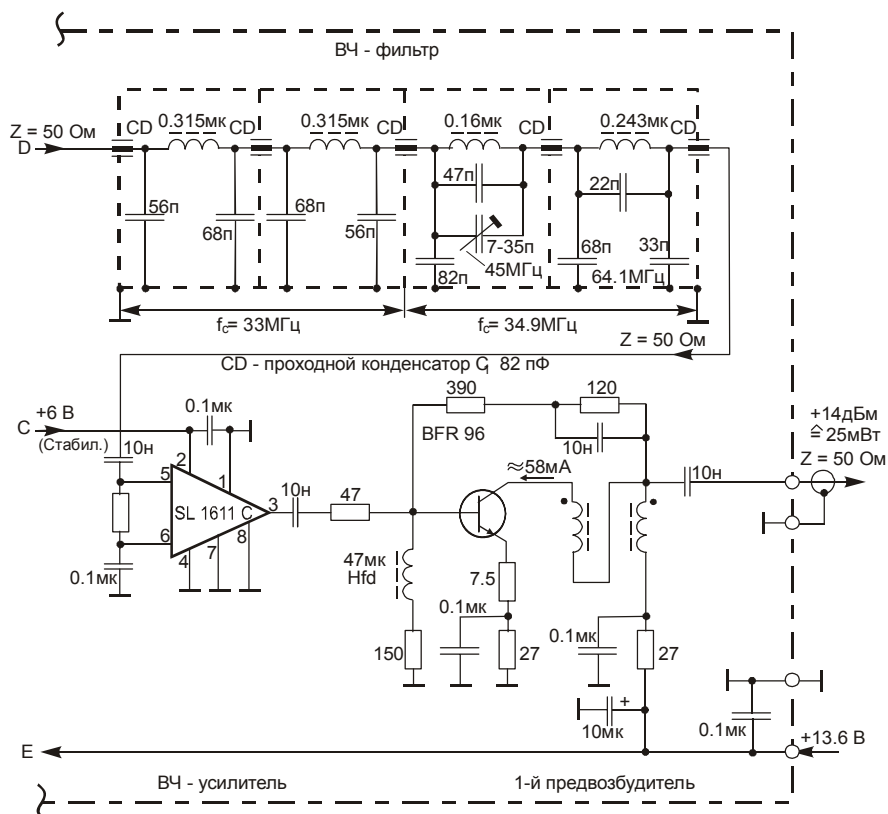 ВЧ - фильтр
0.315мк
0.315мк
0.16мк
0.243мк
Z = 50 Ом
CD
CD
CD
CD
CD
D
47п
22п
56п
68п
68п
56п
7-35п
68п
33п
82п
45МГц
64.1МГц
fc= 33МГц
fc= 34.9МГц
Z = 50 Ом
CD - проходной конденсатор C, 82 пФ
390
120
+6 В
0.1мк
+14дБм
C
BFR 96
≙ 25мВт
(Стабил.)
10н
10н
≈58мА
10н
Z = 50 Ом
2
1
5
10н
47
3
SL 1611 C
6
8
7
4
0.1мк
47мк
Hfd
7.5
0.1мк
0.1мк
150
27
27
+
10мк
0.1мк
E
+13.6 В
ВЧ - усилитель
1-й предвозбудитель